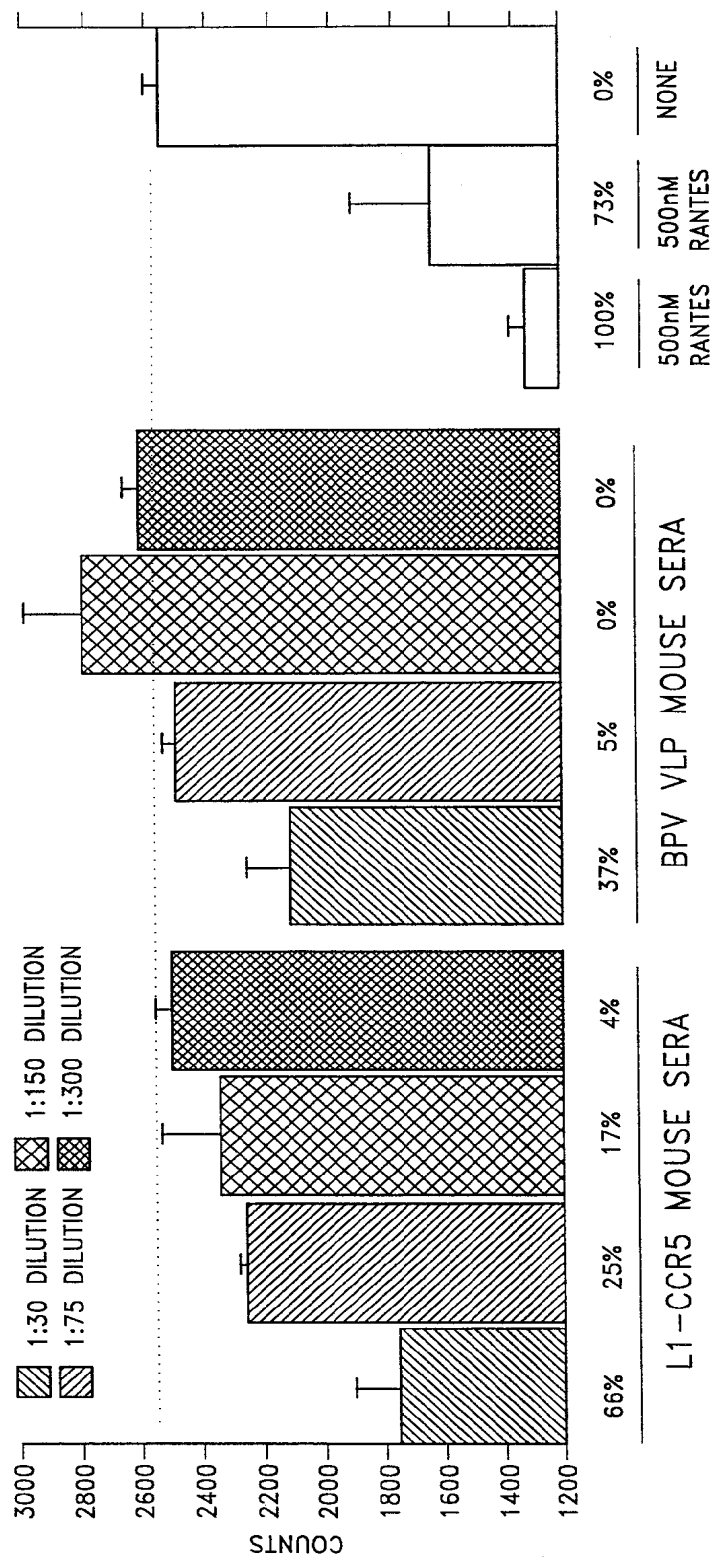 1:30 DILUTION
1:75 DILUTION
1:150 DILUTION
1:300 DILUTION
COUNTS
3000
2800
2600
2400
2200
2000
1800
1600
1400
1200
66% 25% 17% 4% 37% 5% 0% 0% 100% 73% 0%
L1-CCR5 MOUSE SERA
BPV VLP MOUSE SERA
500nM
RANTES
500nM
RANTES
NONE